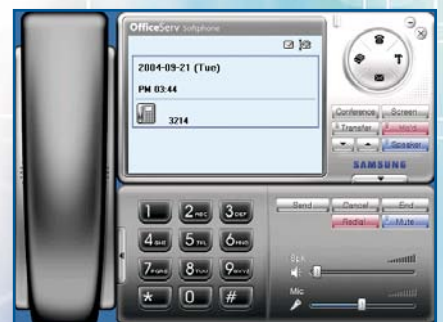 OfficeServ Softphone
2004-09-21 (Tue)
PM 03:44
3214
Conference Screen
Transfer Hold
Speaker
SAMSUNG
Send Cancel End
Redial Mute
1 2 ABC 3 DEF
4 GHI 5 JKL 6 MNO
7 PQRS 8 TUV 9 WXYZ
* 0 #
Spk
Mic